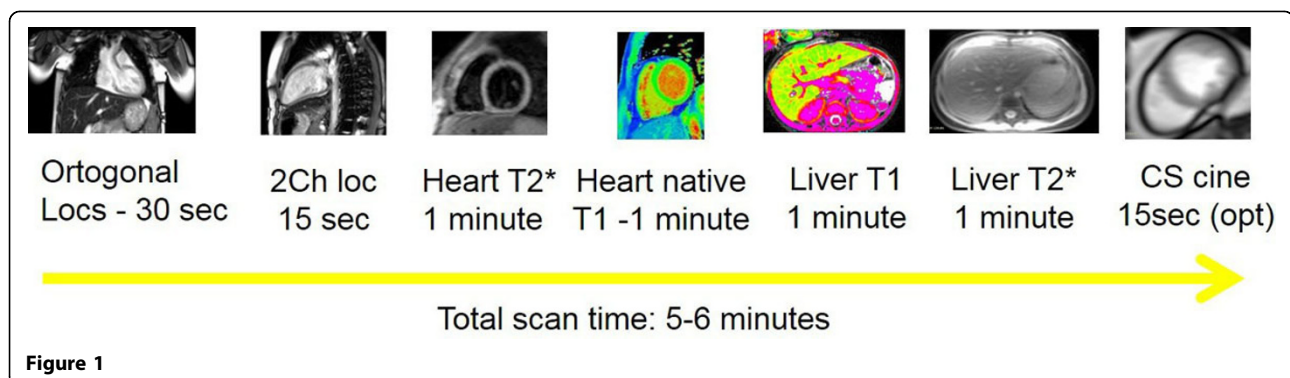 Ortogonal
Locs - 30 sec
2Ch loc
15 sec
Heart T2*
1 minute
Heart native
T1 -1 minute
Liver T1
1 minute
Liver T2*
1 minute
CS cine
15sec (opt)
Total scan time: 5-6 minutes
Figure 1